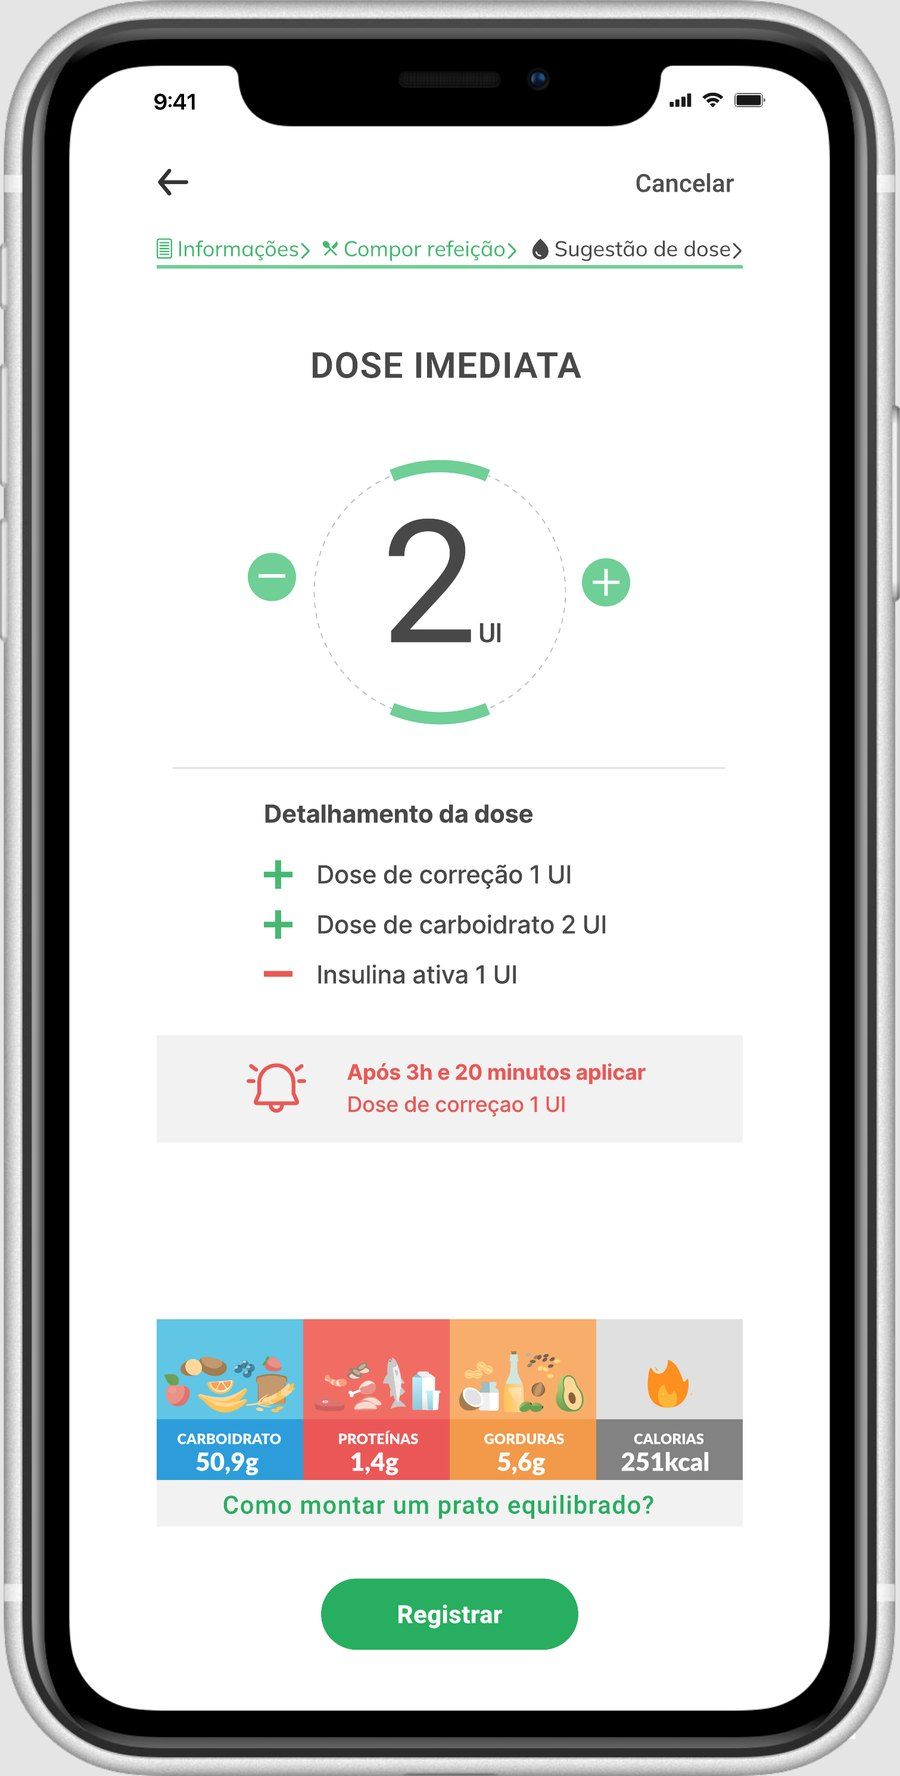 9:41
Cancelar
Informações Compor refeição Sugestão de dose
DOSE IMEDIATA
2 UI
Detalhamento da dose
Dose de correção 1 UI
Dose de carboidrato 2 UI
Insulina ativa 1 UI
Após 3h e 20 minutos aplicar
Dose de correçao 1 UI
CARBOIDRATO PROTEÍNAS GORDURAS CALORIAS
50,9g 1,4g 5,6g 251kcal
Como montar um prato equilibrado?
Registrar